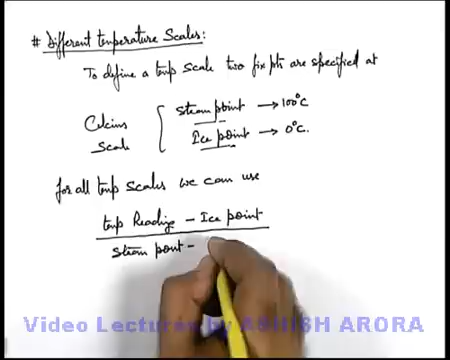 # Different temperature Scales:
To define a temp scale two fix pts are specified at
Celcius Scale
Steam point → 100°C
Ice point → 0°C.
for all temp scales we can use
temp Reading - Ice point
Steam point -
Video Lectures by ASHISH ARORA